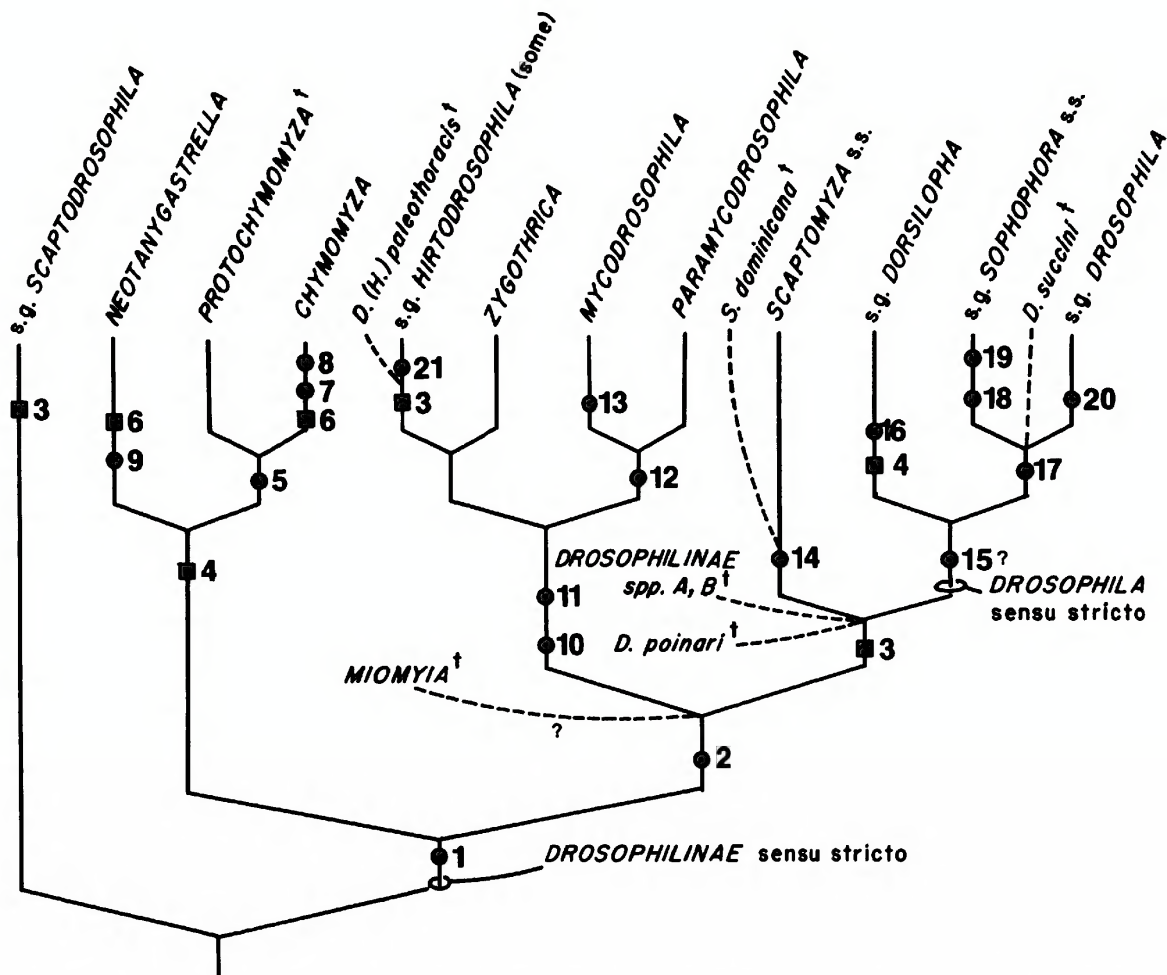 s.g. SCAPTODROSOPHILA
NEOTANYGASTRELLA
PROTOCHYMOMYZA†
CHYMOMYZA
D. (H.) paleothoracis†
s.g. HIRTODROSOPHILA (some)
ZYGOTHRICA
MYCODROSOPHILA
PARAMYCODROSOPHILA
S. dominicana†
SCAPTOMYZA s.s.
s.g. DORSILOPHA
s.g. SOPHOPHORA s.s.
D. succini†
s.g. DROSOPHILA
8
7
6
21
3
13
19
18
20
3
6
9
5
12
16
4
17
4
11
10
14
15?
DROSOPHILINAE
spp. A, B†
DROSOPHILA
sensu stricto
D. poinari†
3
MIOMYIA†
?
2
1
DROSOPHILINAE sensu stricto